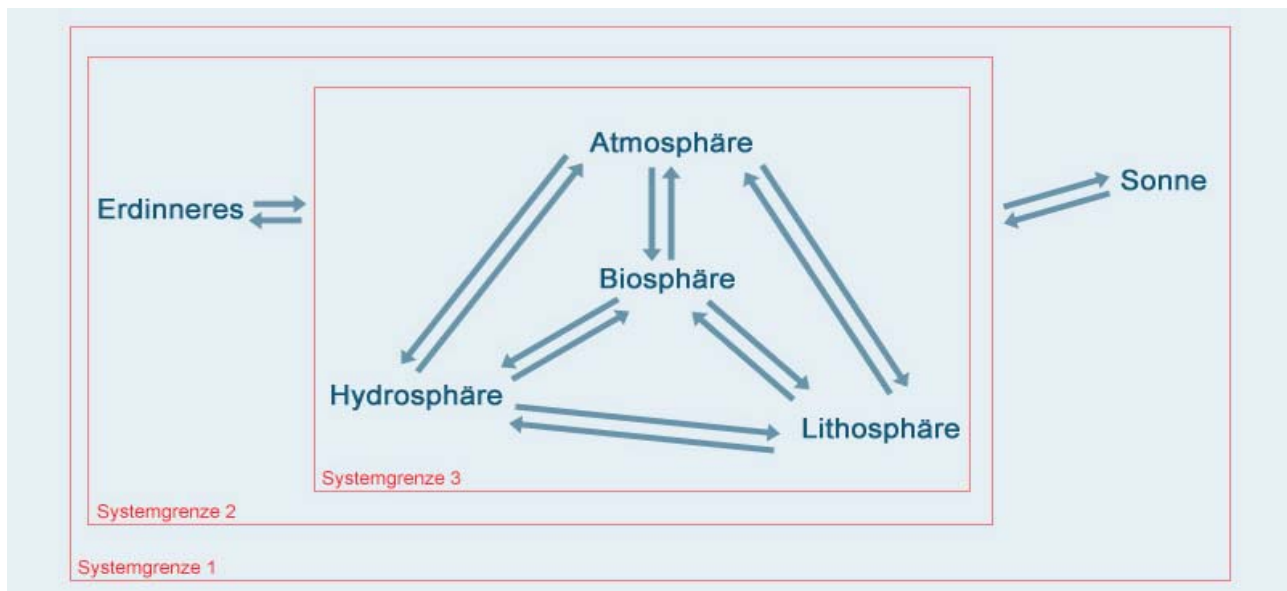 Atmosphäre
Sonne
Erdinneres
Biosphäre
Hydrosphäre
Lithosphäre
Systemgrenze 3
Systemgrenze 2
Systemgrenze 1